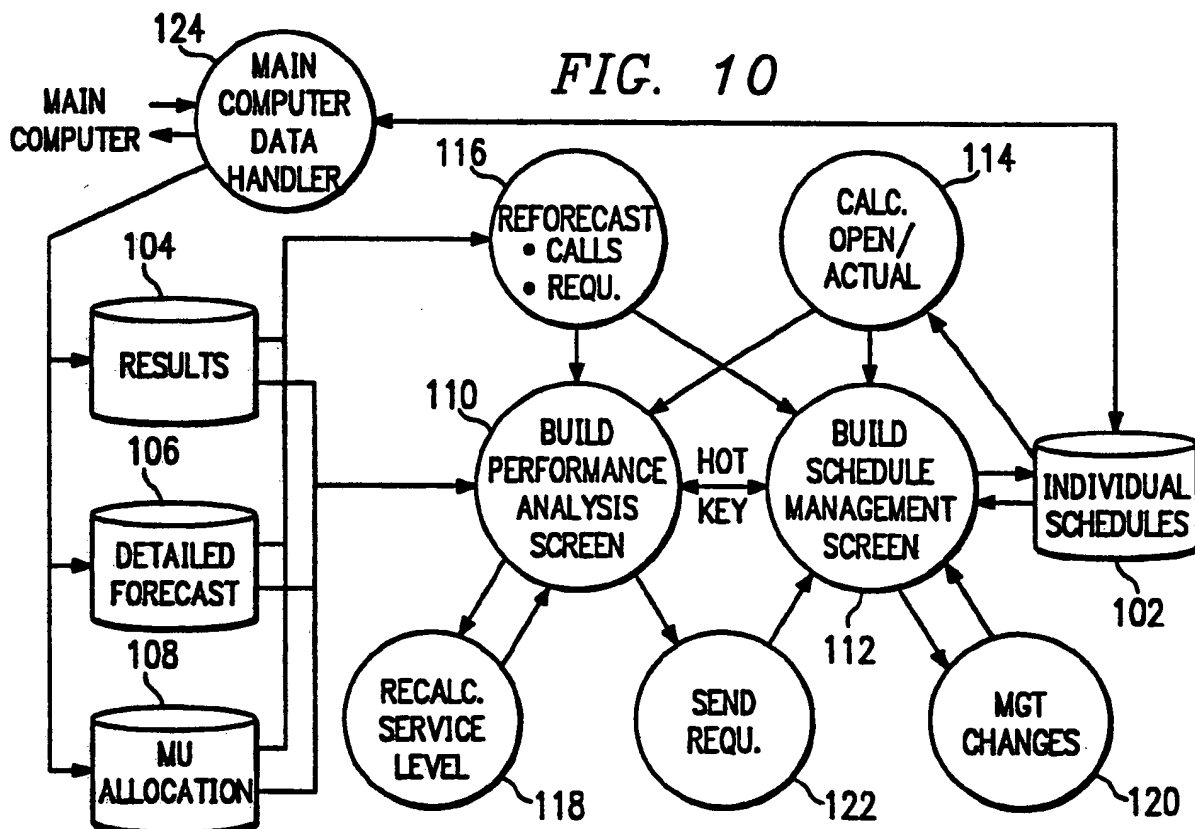 124
FIG. 10
MAIN
COMPUTER
MAIN
COMPUTER
DATA
HANDLER
116
REFORECAST
• CALLS
• REQU.
114
CALC.
OPEN/
ACTUAL
104
RESULTS
110
BUILD
PERFORMANCE
ANALYSIS
SCREEN
HOT
KEY
BUILD
SCHEDULE
MANAGEMENT
SCREEN
112
INDIVIDUAL
SCHEDULES
102
106
DETAILED
FORECAST
108
MU
ALLOCATION
RECALC.
SERVICE
LEVEL
118
SEND
REQU.
122
MGT
CHANGES
120